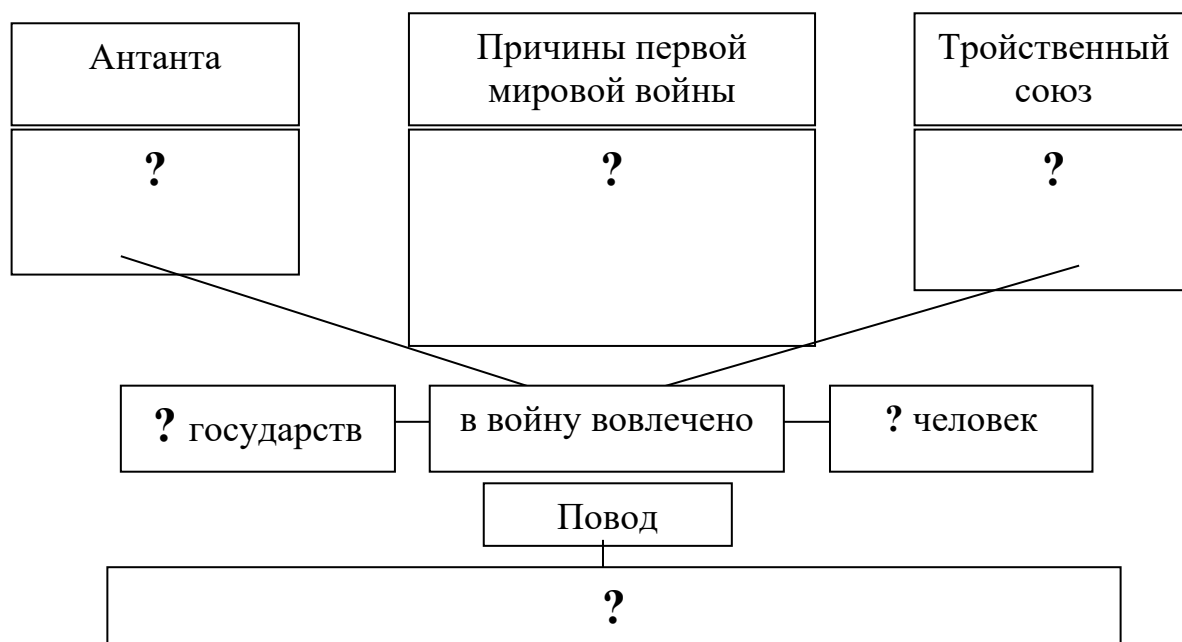 Антанта
Причины первой
мировой войны
Тройственный
союз
?
?
?
? государств
в войну вовлечено
? человек
Повод
?